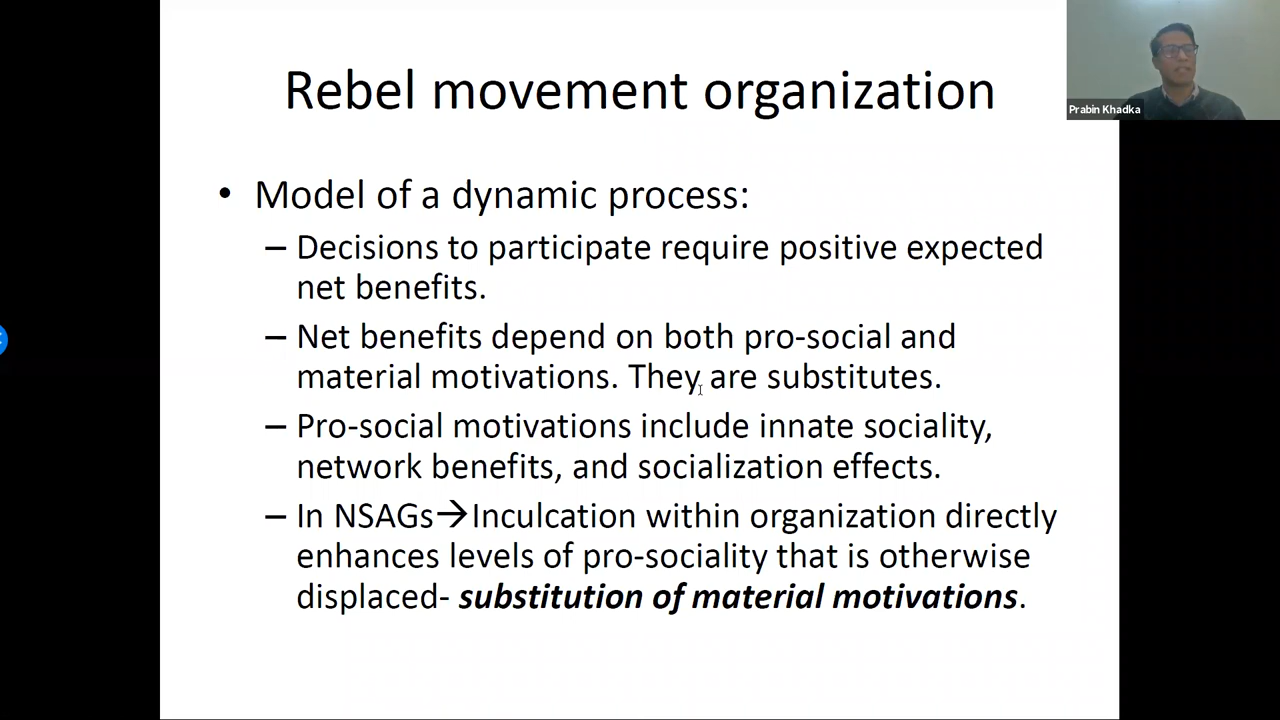 Rebel movement organization
Prabin Khadka
• Model of a dynamic process:
– Decisions to participate require positive expected
net benefits.
– Net benefits depend on both pro-social and
material motivations. They are substitutes.
– Pro-social motivations include innate sociality,
network benefits, and socialization effects.
– In NSAGs→Inculcation within organization directly
enhances levels of pro-sociality that is otherwise
displaced- substitution of material motivations.